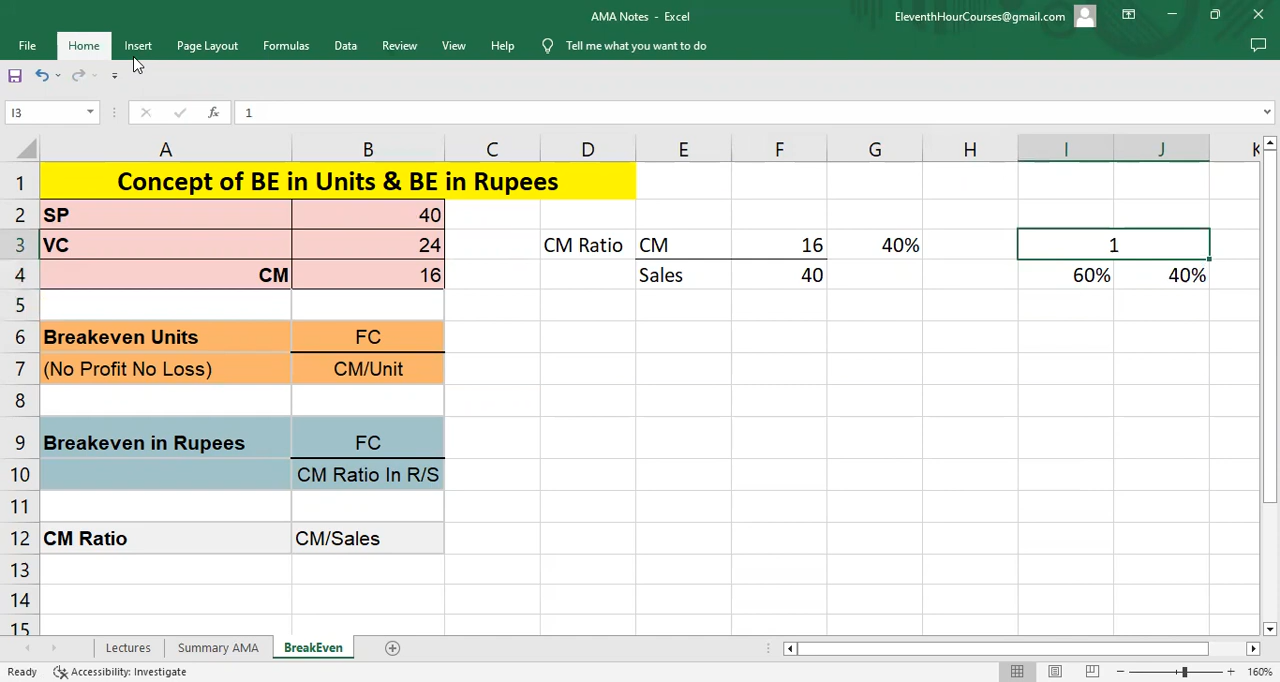 AMA Notes - Excel
EleventhHourCourses@gmail.com
File Home Insert Page Layout Formulas Data Review View Help Tell me what you want to do
I3 fx 1
A B C D E F G H I J K
1 Concept of BE in Units & BE in Rupees
2 SP 40
3 VC 24 CM Ratio CM 16 40% 1
4 CM 16 Sales 40 60% 40%
5
6 Breakeven Units FC
7 (No Profit No Loss) CM/Unit
8
9 Breakeven in Rupees FC
10 CM Ratio In R/S
11
12 CM Ratio CM/Sales
13
14
15
Lectures Summary AMA BreakEven
Ready Accessibility: Investigate 160%